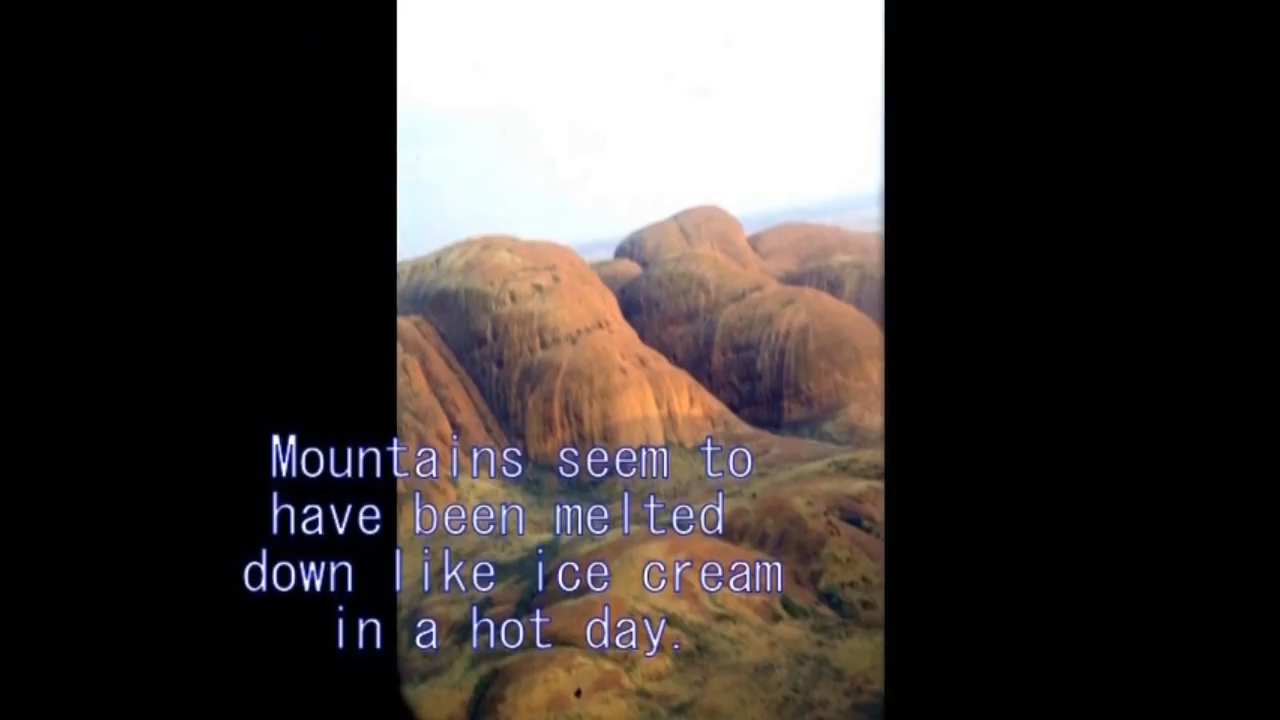 Mountains seem to
have been melted
down like ice cream
in a hot day.